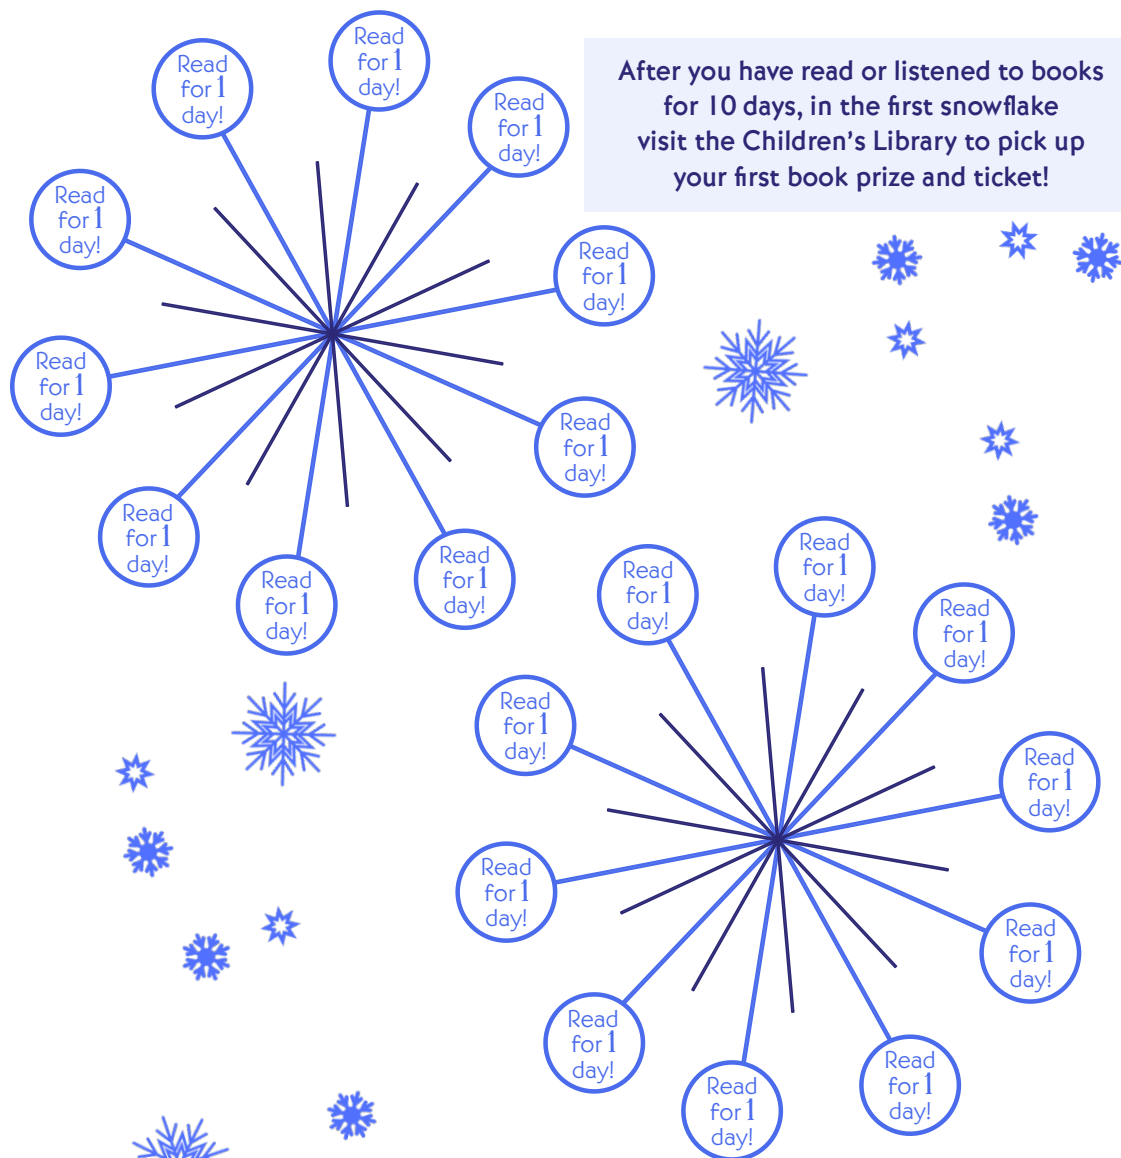 After you have read or listened to books
for 10 days, in the first snowflake
visit the Children's Library to pick up
your first book prize and ticket!
Read
for 1
day!
Read
for 1
day!
Read
for 1
day!
Read
for 1
day!
Read
for 1
day!
Read
for 1
day!
Read
for 1
day!
Read
for 1
day!
Read
for 1
day!
Read
for 1
day!
Read
for 1
day!
Read
for 1
day!
Read
for 1
day!
Read
for 1
day!
Read
for 1
day!
Read
for 1
day!
Read
for 1
day!
Read
for 1
day!
Read
for 1
day!
Read
for 1
day!